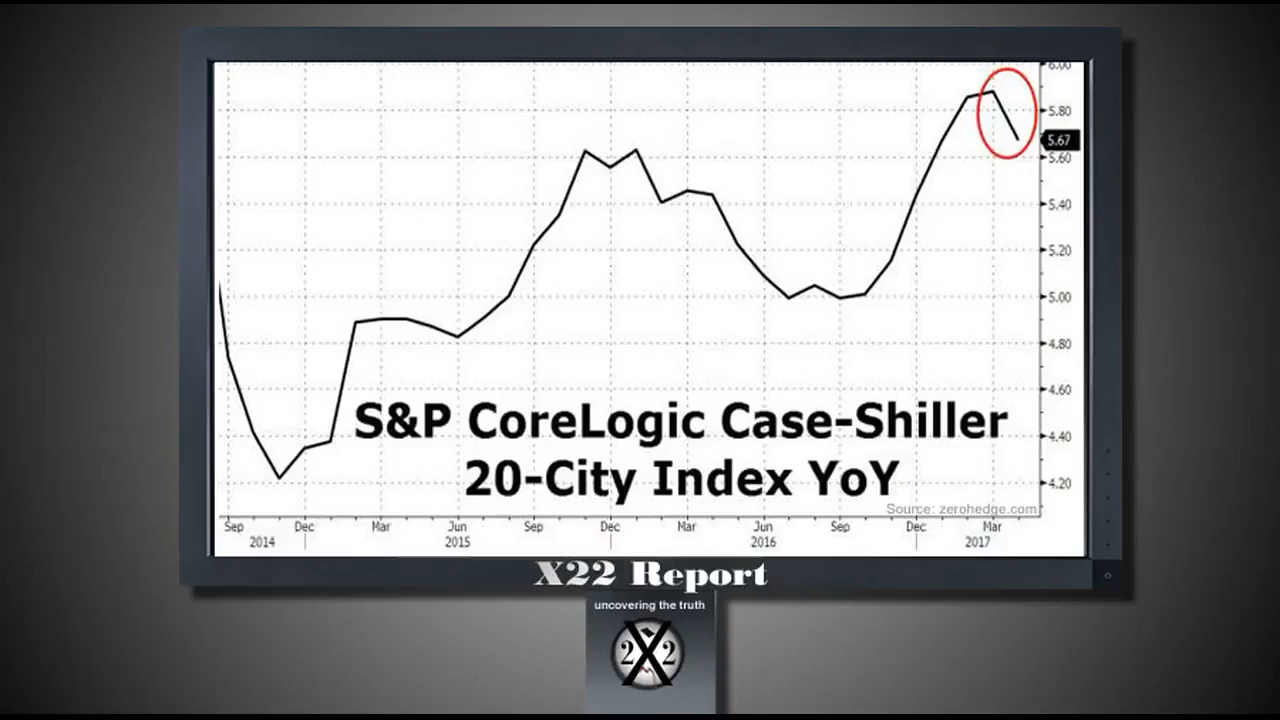 6.00
5.80
5.67
5.60
5.40
5.20
5.00
4.80
4.60
4.40
4.20
S&P CoreLogic Case-Shiller
20-City Index YoY
Source: zerohedge.com
Sep Dec Mar Jun Sep Dec Mar Jun Sep Dec Mar
2014 2015 2016 2017
X22 Report
uncovering the truth
2X2